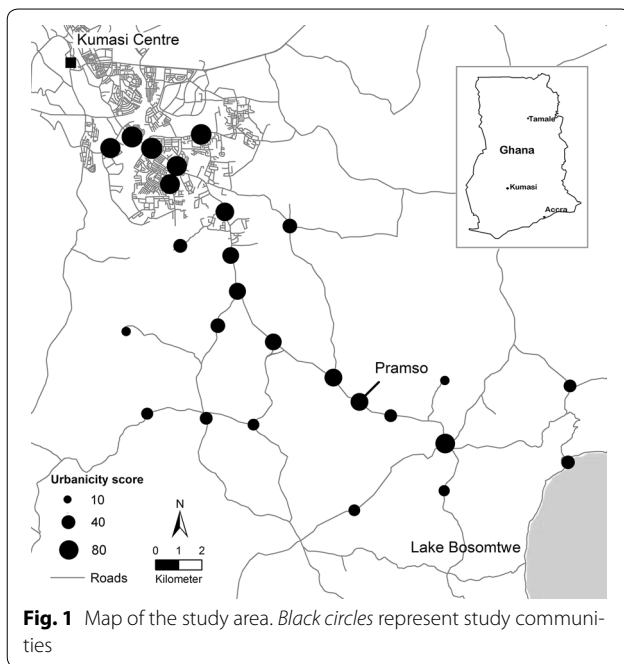 Kumasi Centre
Tamale
Ghana
Kumasi
Accra
Pramso
Urbanicity score
10
40
80
Roads
N
0 1 2
Kilometer
Lake Bosomtwe
Fig. 1 Map of the study area. Black circles represent study communi-
ties